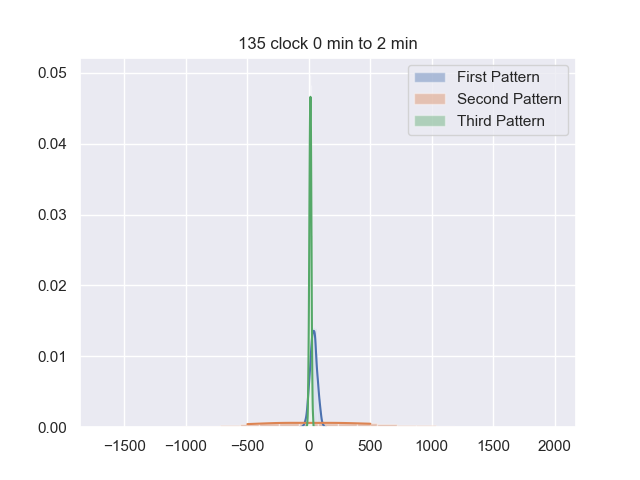 135 clock 0 min to 2 min
First Pattern
Second Pattern
Third Pattern
0.05
0.04
0.03
0.02
0.01
0.00
−1500 −1000 −500 0 500 1000 1500 2000